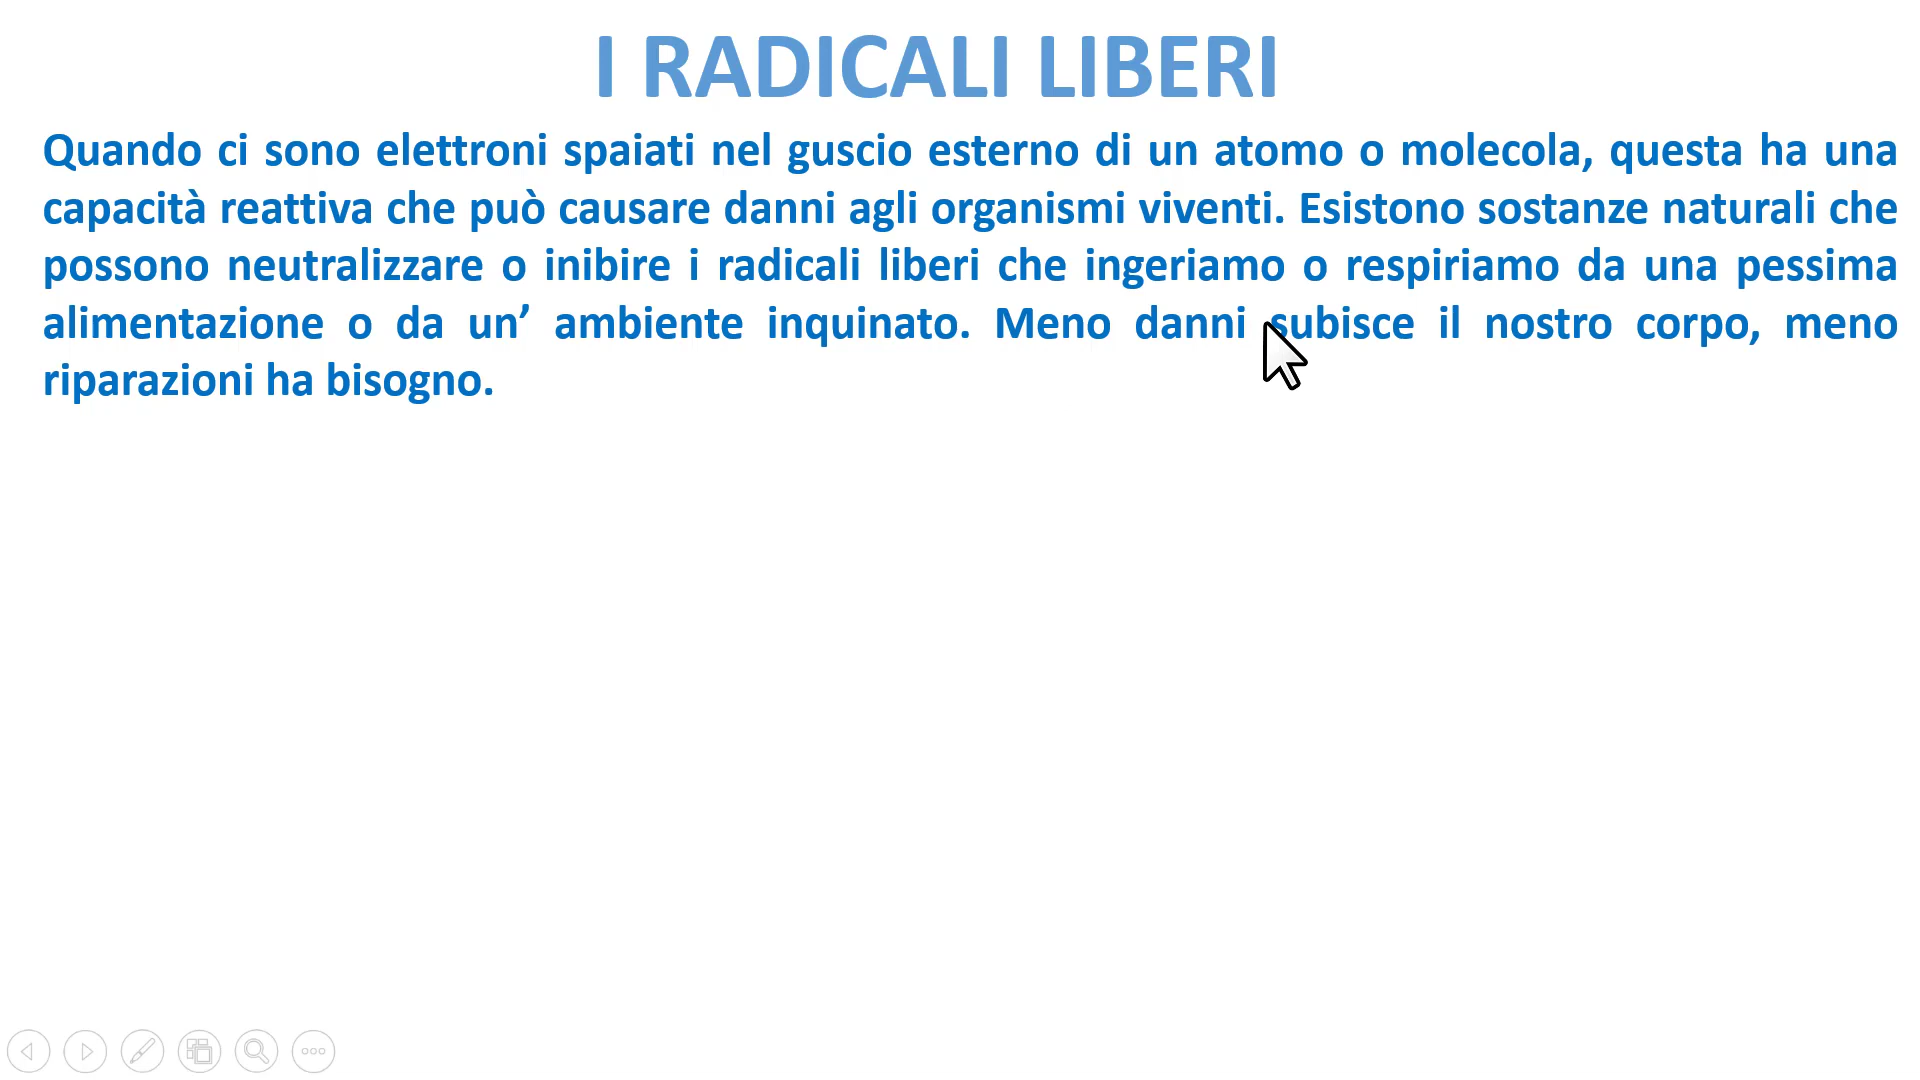 I RADICALI LIBERI
Quando ci sono elettroni spaiati nel guscio esterno di un atomo o molecola, questa ha una
capacità reattiva che può causare danni agli organismi viventi. Esistono sostanze naturali che
possono neutralizzare o inibire i radicali liberi che ingeriamo o respiriamo da una pessima
alimentazione o da un’ ambiente inquinato. Meno danni subisce il nostro corpo, meno
riparazioni ha bisogno.